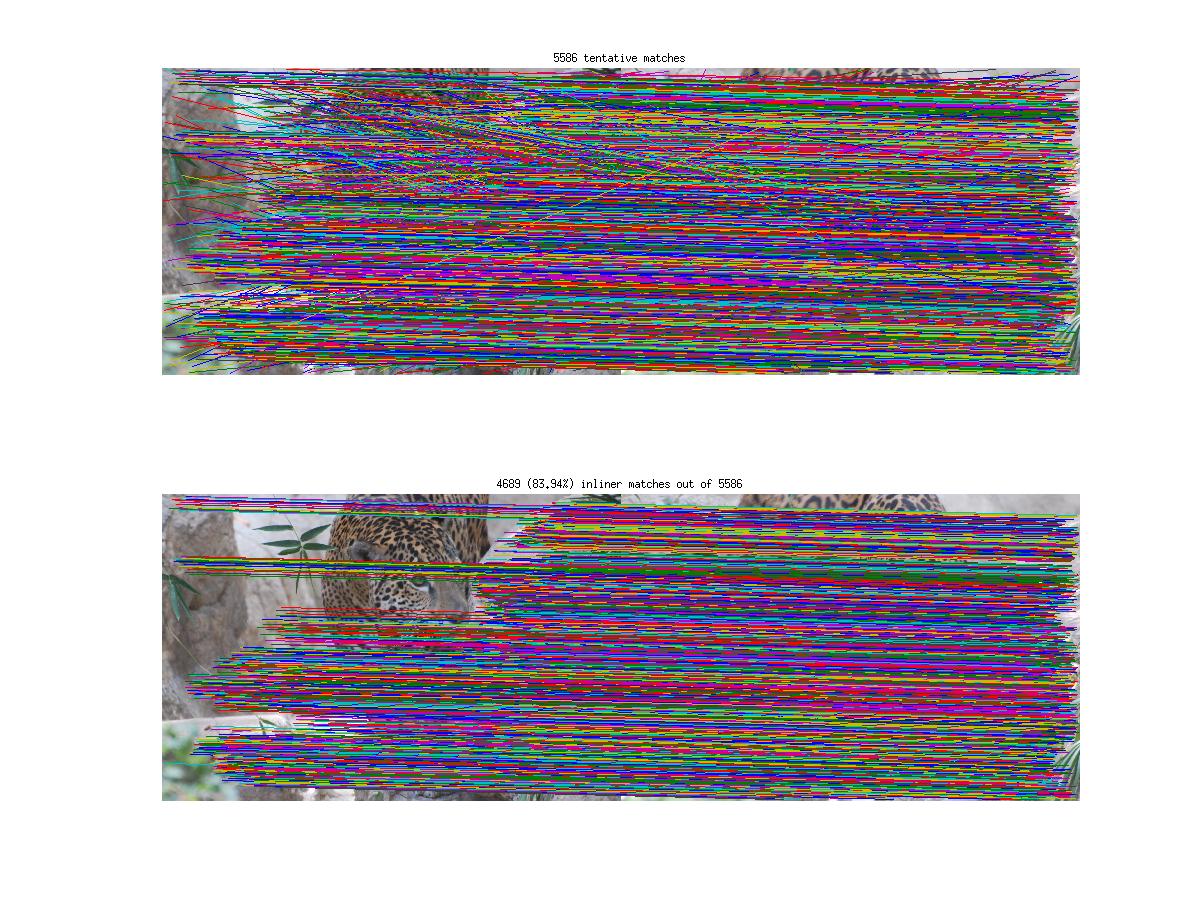 5586 tentative matches
4689 (83.94%) inliner matches out of 5586